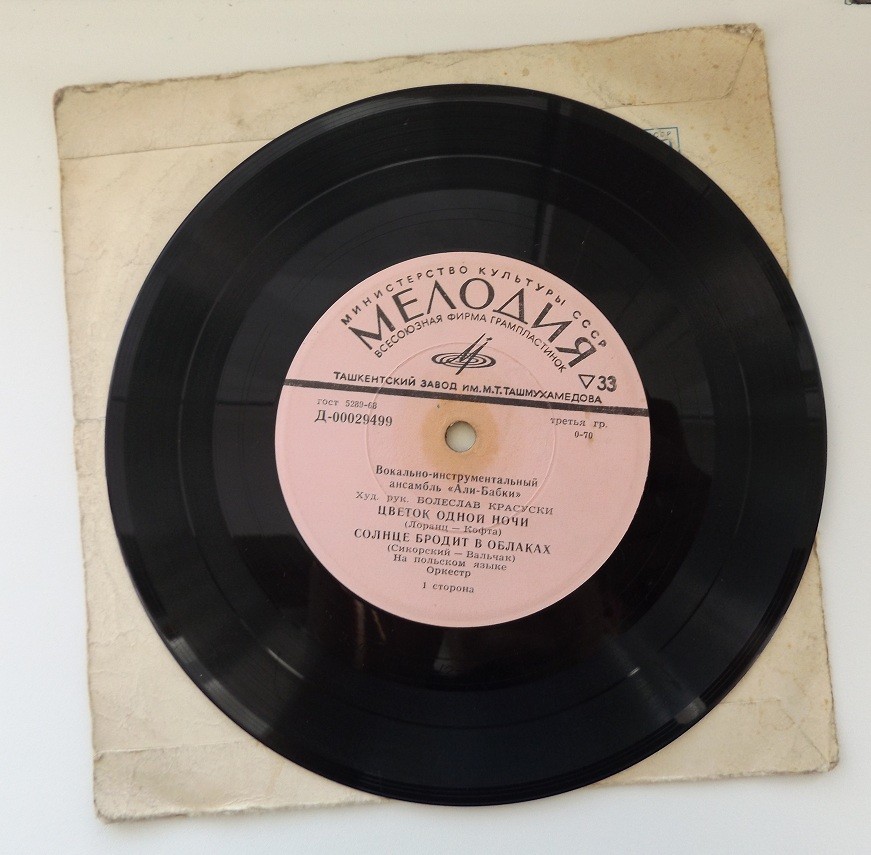 МИНИСТЕРСТВО КУЛЬТУРЫ СССР
МЕЛОДИЯ
ВСЕСОЮЗНАЯ ФИРМА ГРАМПЛАСТИНОК
33
ТАШКЕНТСКИЙ ЗАВОД ИМ. М.Т. ТАШМУХАМЕДОВА
ГОСТ 5289-68
Д-00029499
третья гр.
0-70
Вокально-инструментальный
ансамбль «Али-Бабки»
Худ. рук. БОЛЕСЛАВ КРАСУСКИ
ЦВЕТОК ОДНОЙ НОЧИ
(Лоранц — Кофта)
СОЛНЦЕ БРОДИТ В ОБЛАКАХ
(Сикорский — Вальчак)
На польском языке
Оркестр
1 сторона